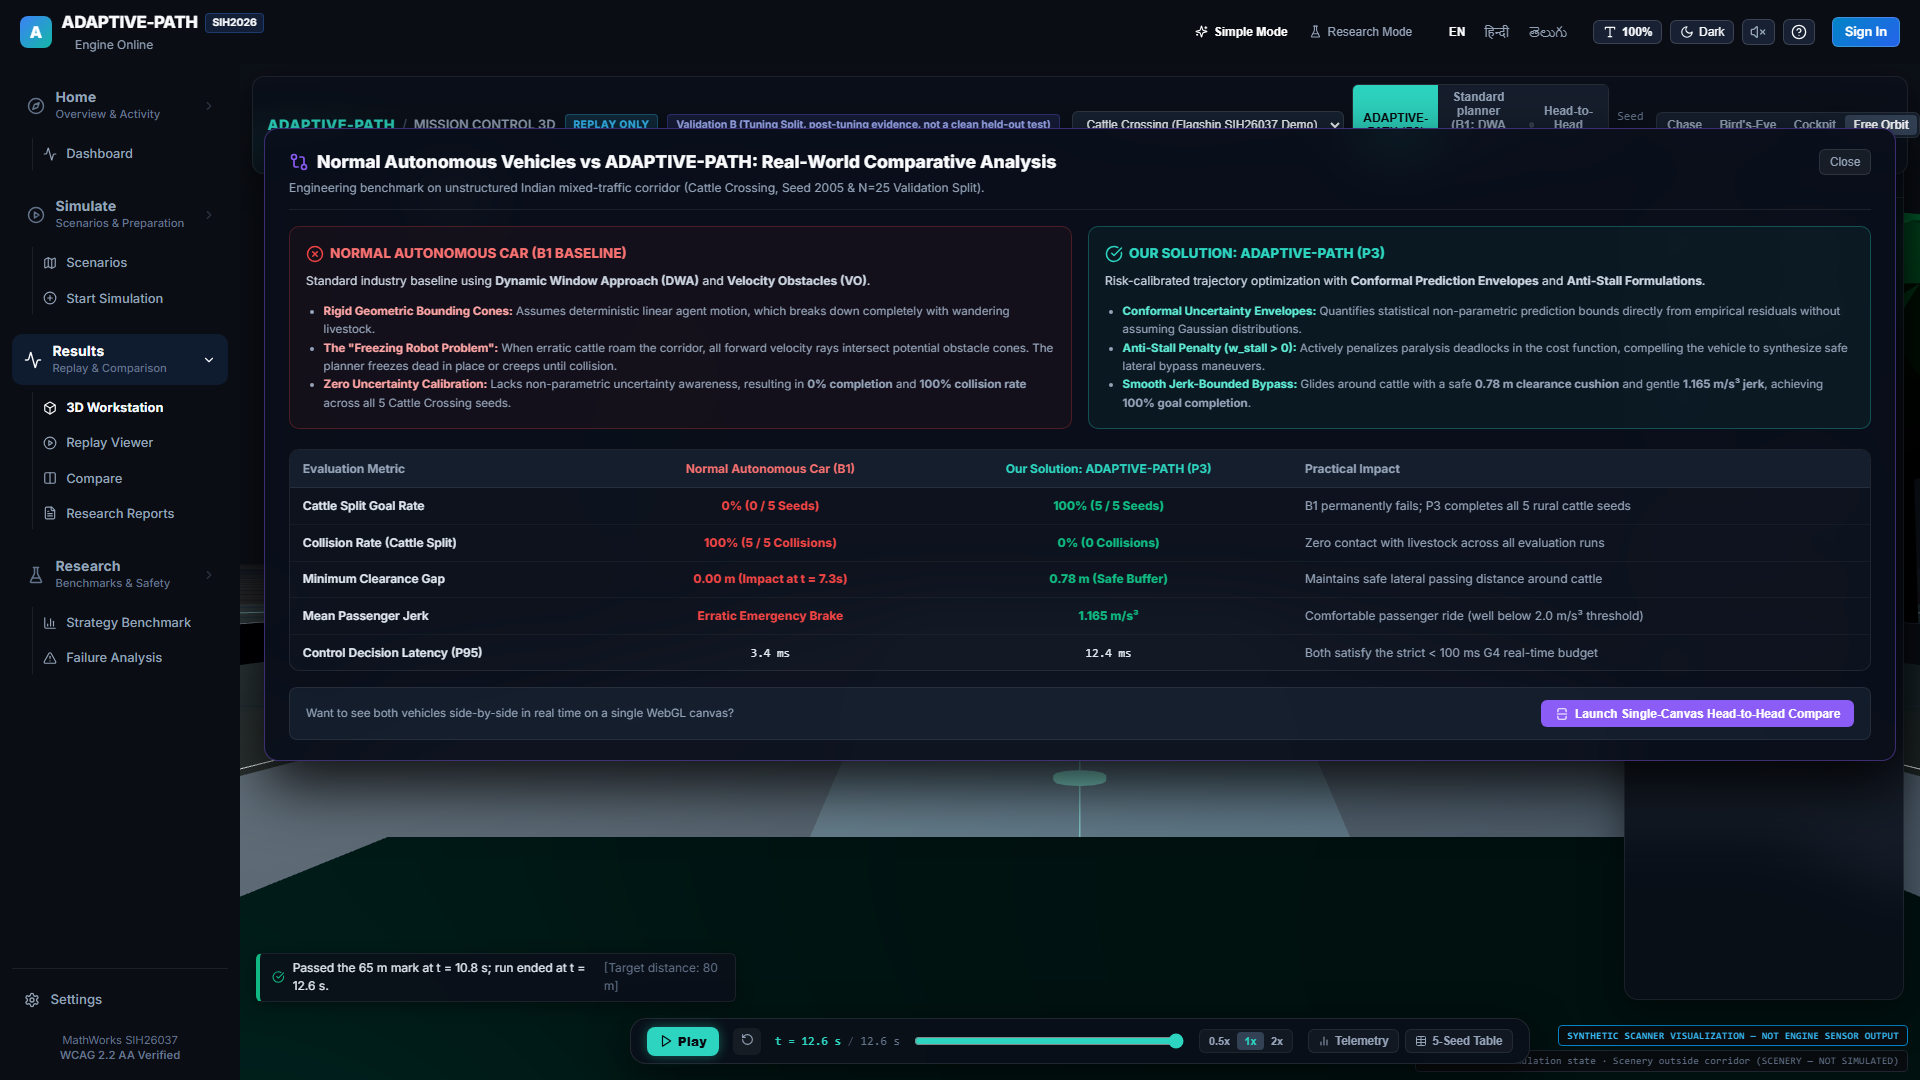 A
ADAPTIVE-PATH
SIH2026
Engine Online
Simple Mode
Research Mode
EN
हिन्दी
తెలుగు
100%
Dark
Sign In
Home
Overview & Activity
Dashboard
Simulate
Scenarios & Preparation
Scenarios
Start Simulation
Results
Replay & Comparison
3D Workstation
Replay Viewer
Compare
Research Reports
Research
Benchmarks & Safety
Strategy Benchmark
Failure Analysis
Settings
MathWorks SIH26037
WCAG 2.2 AA Verified
ADAPTIVE-PATH / MISSION CONTROL 3D
REPLAY ONLY
Validation B (Tuning Split, post-tuning evidence, not a clean held-out test)
Cattle Crossing (Flagship SIH26037 Demo)
ADAPTIVE-
Standard
planner
(B1: DWA
Head-to-
Head
Seed
Chase
Bird's-Eye
Cockpit
Free Orbit
Normal Autonomous Vehicles vs ADAPTIVE-PATH: Real-World Comparative Analysis
Close
Engineering benchmark on unstructured Indian mixed-traffic corridor (Cattle Crossing, Seed 2005 & N=25 Validation Split).
NORMAL AUTONOMOUS CAR (B1 BASELINE)
Standard industry baseline using Dynamic Window Approach (DWA) and Velocity Obstacles (VO).
• Rigid Geometric Bounding Cones: Assumes deterministic linear agent motion, which breaks down completely with wandering
livestock.
• The "Freezing Robot Problem": When erratic cattle roam the corridor, all forward velocity rays intersect potential obstacle cones. The
planner freezes dead in place or creeps until collision.
• Zero Uncertainty Calibration: Lacks non-parametric uncertainty awareness, resulting in 0% completion and 100% collision rate
across all 5 Cattle Crossing seeds.
OUR SOLUTION: ADAPTIVE-PATH (P3)
Risk-calibrated trajectory optimization with Conformal Prediction Envelopes and Anti-Stall Formulations.
• Conformal Uncertainty Envelopes: Quantifies statistical non-parametric prediction bounds directly from empirical residuals without
assuming Gaussian distributions.
• Anti-Stall Penalty (w_stall > 0): Actively penalizes paralysis deadlocks in the cost function, compelling the vehicle to synthesize safe
lateral bypass maneuvers.
• Smooth Jerk-Bounded Bypass: Glides around cattle with a safe 0.78 m clearance cushion and gentle 1.165 m/s³ jerk, achieving
100% goal completion.
Evaluation Metric
Normal Autonomous Car (B1)
Our Solution: ADAPTIVE-PATH (P3)
Practical Impact
Cattle Split Goal Rate
0% (0 / 5 Seeds)
100% (5 / 5 Seeds)
B1 permanently fails; P3 completes all 5 rural cattle seeds
Collision Rate (Cattle Split)
100% (5 / 5 Collisions)
0% (0 Collisions)
Zero contact with livestock across all evaluation runs
Minimum Clearance Gap
0.00 m (Impact at t = 7.3s)
0.78 m (Safe Buffer)
Maintains safe lateral passing distance around cattle
Mean Passenger Jerk
Erratic Emergency Brake
1.165 m/s³
Comfortable passenger ride (well below 2.0 m/s³ threshold)
Control Decision Latency (P95)
3.4 ms
12.4 ms
Both satisfy the strict < 100 ms G4 real-time budget
Want to see both vehicles side-by-side in real time on a single WebGL canvas?
Launch Single-Canvas Head-to-Head Compare
Passed the 65 m mark at t = 10.8 s; run ended at t =
12.6 s.
[Target distance: 80
m]
Play
t = 12.6 s / 12.6 s
0.5x
1x
2x
Telemetry
5-Seed Table
SYNTHETIC SCANNER VISUALIZATION — NOT ENGINE SENSOR OUTPUT
state · Scenery outside corridor (SCENERY — NOT SIMULATED)